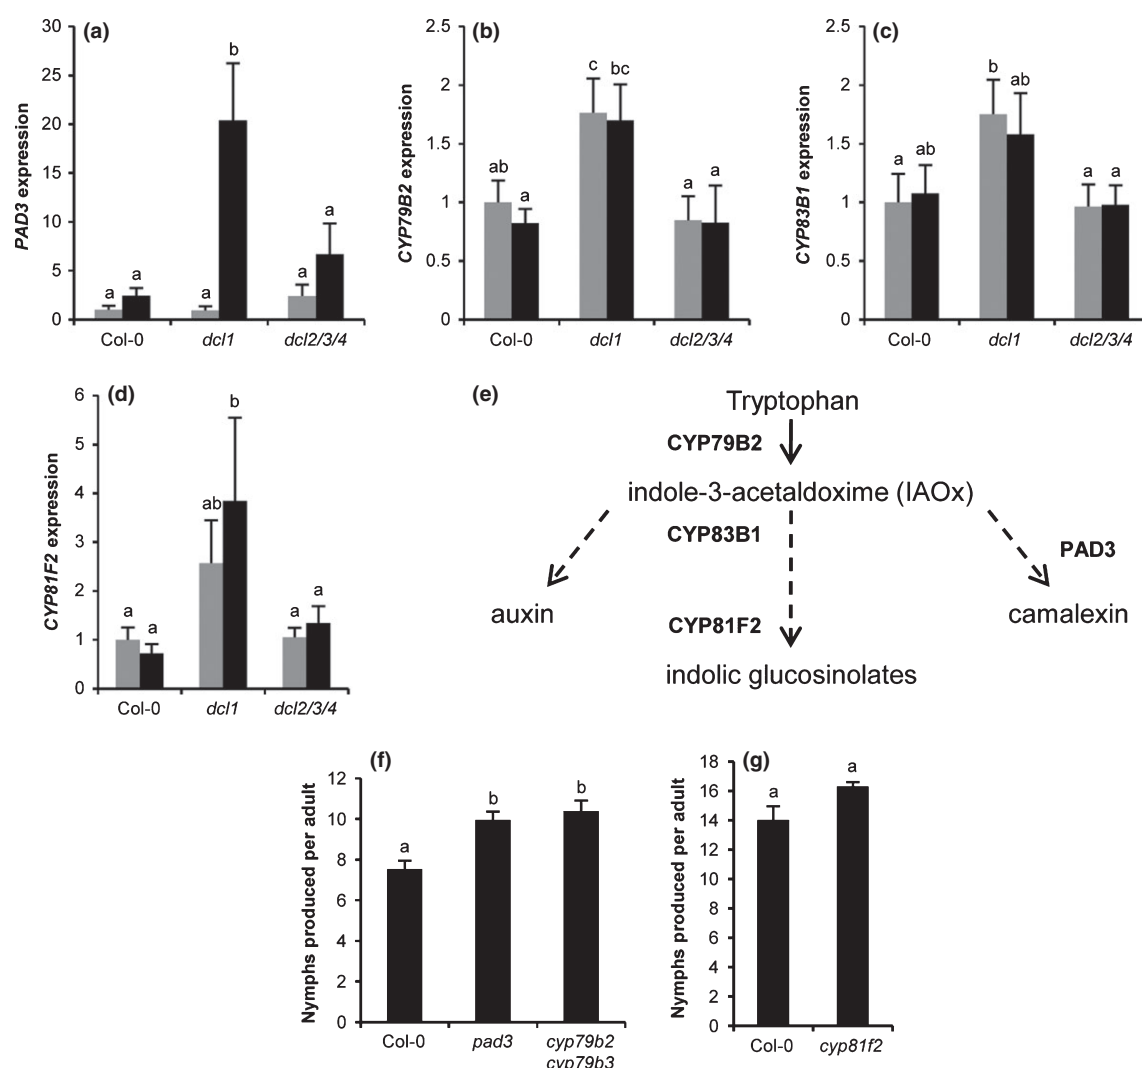 (a)
PAD3 expression
30
25
20
15
10
5
0
a
a
a
b
a
a
Col-0
dcl1
dcl2/3/4
(b)
CYP79B2 expression
2.5
2
1.5
1
0.5
0
ab
a
c
bc
a
a
Col-0
dcl1
dcl2/3/4
(c)
CYP83B1 expression
2.5
2
1.5
1
0.5
0
a
ab
b
ab
a
a
Col-0
dcl1
dcl2/3/4
(d)
CYP81F2 expression
6
5
4
3
2
1
0
a
a
ab
b
a
a
Col-0
dcl1
dcl2/3/4
(e)
Tryptophan
CYP79B2
indole-3-acetaldoxime (IAOx)
CYP83B1
PAD3
auxin
camalexin
CYP81F2
indolic glucosinolates
(f)
Nymphs produced per adult
12
10
8
6
4
2
0
a
b
b
Col-0
pad3
cyp79b2
cyp79b3
(g)
Nymphs produced per adult
18
16
14
12
10
8
6
4
2
0
a
a
Col-0
cyp81f2